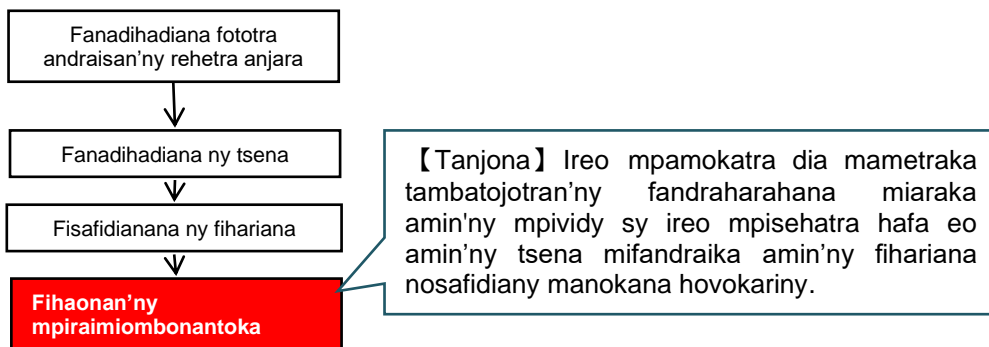 Fanadihadiana fototra
andraisan’ny rehetra anjara
Fanadihadiana ny tsena
Fisafidianana ny fihariana
Fihaonan’ny
mpiraimiombonantoka
【Tanjona】Ireo mpamokatra dia mametraka
tambatojotran’ny fandraharahana miaraka
amin'ny mpividy sy ireo mpisehatra hafa eo
amin’ny tsena mifandraika amin’ny fihariana
nosafidiany manokana hovokariny.